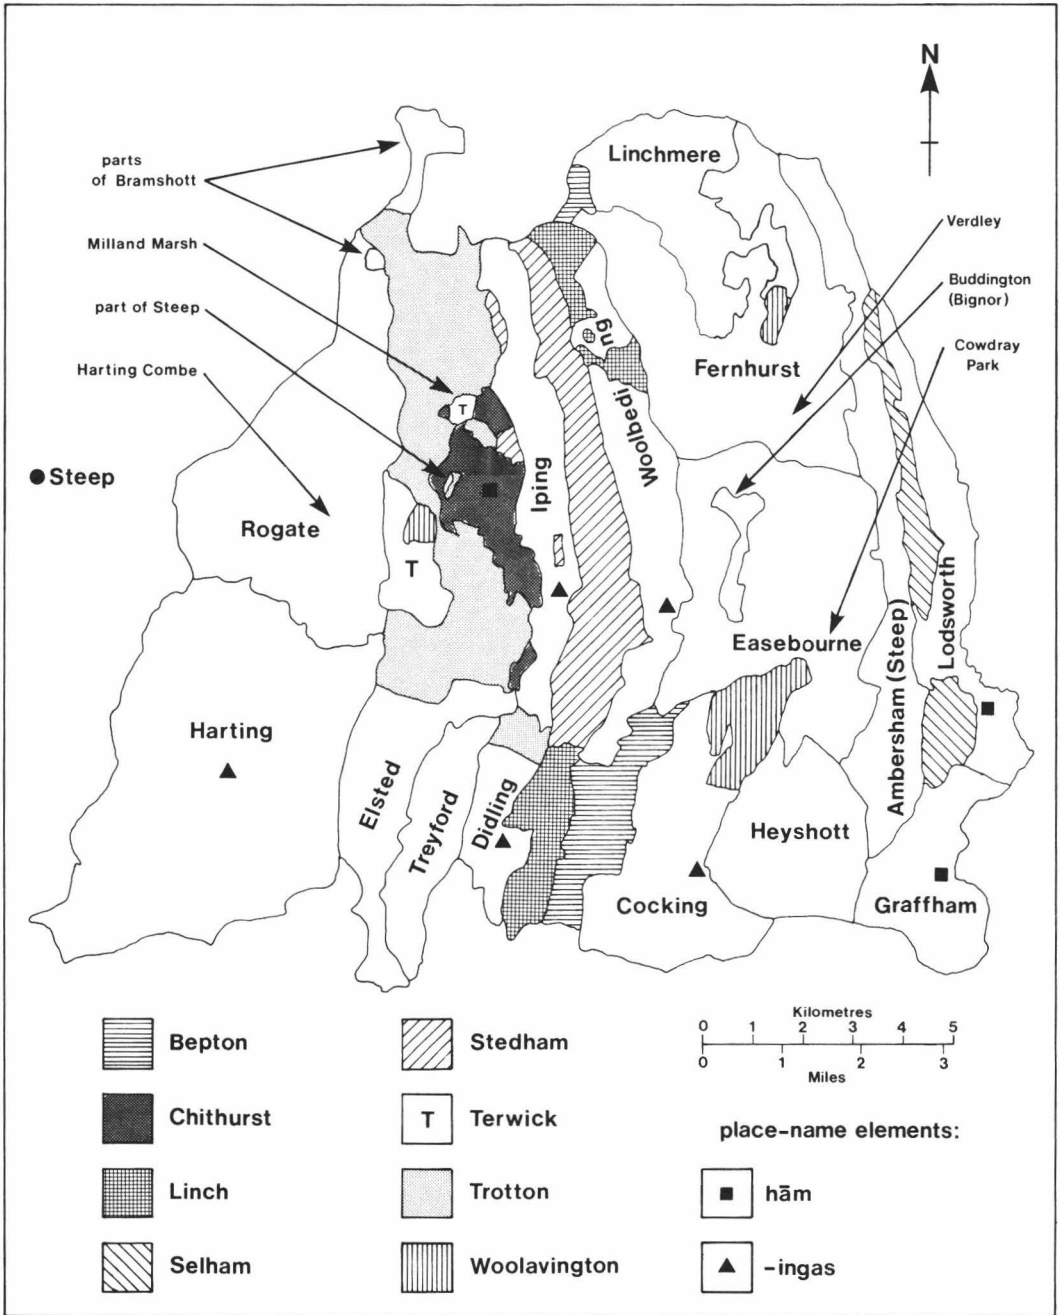 N
parts
of Bramshott
Linchmere
Milland Marsh
Verdley
part of Steep
Buddington
(Bignor)
Harting Combe
Cowdray
Park
Fernhurst
T
Steep
Iping
Woolbedi
ng
Rogate
T
Easebourne
Ambersham (Steep)
Lodsworth
Harting
Elsted
Treyford
Didling
Heyshott
Cocking
Graffham
Bepton
Chithurst
Linch
Selham
Stedham
T
Terwick
Trotton
Woolavington
Kilometres
0 1 2 3 4 5
0 1 2 3
Miles
place-name elements:
hām
-ingas